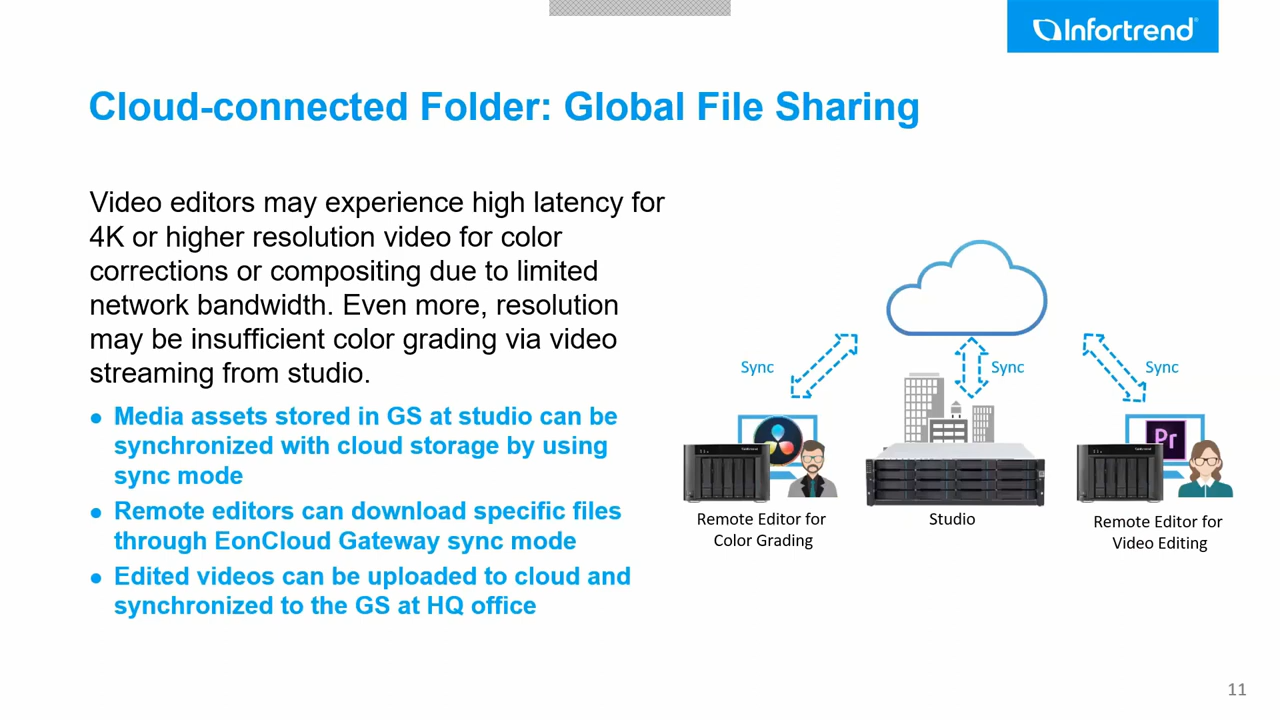 Infortrend®
Cloud-connected Folder: Global File Sharing
Video editors may experience high latency for
4K or higher resolution video for color
corrections or compositing due to limited
network bandwidth. Even more, resolution
may be insufficient color grading via video
streaming from studio.
● Media assets stored in GS at studio can be
synchronized with cloud storage by using
sync mode
● Remote editors can download specific files
through EonCloud Gateway sync mode
● Edited videos can be uploaded to cloud and
synchronized to the GS at HQ office
Sync
Sync
Sync
Pr
Remote Editor for
Color Grading
Studio
Remote Editor for
Video Editing
11